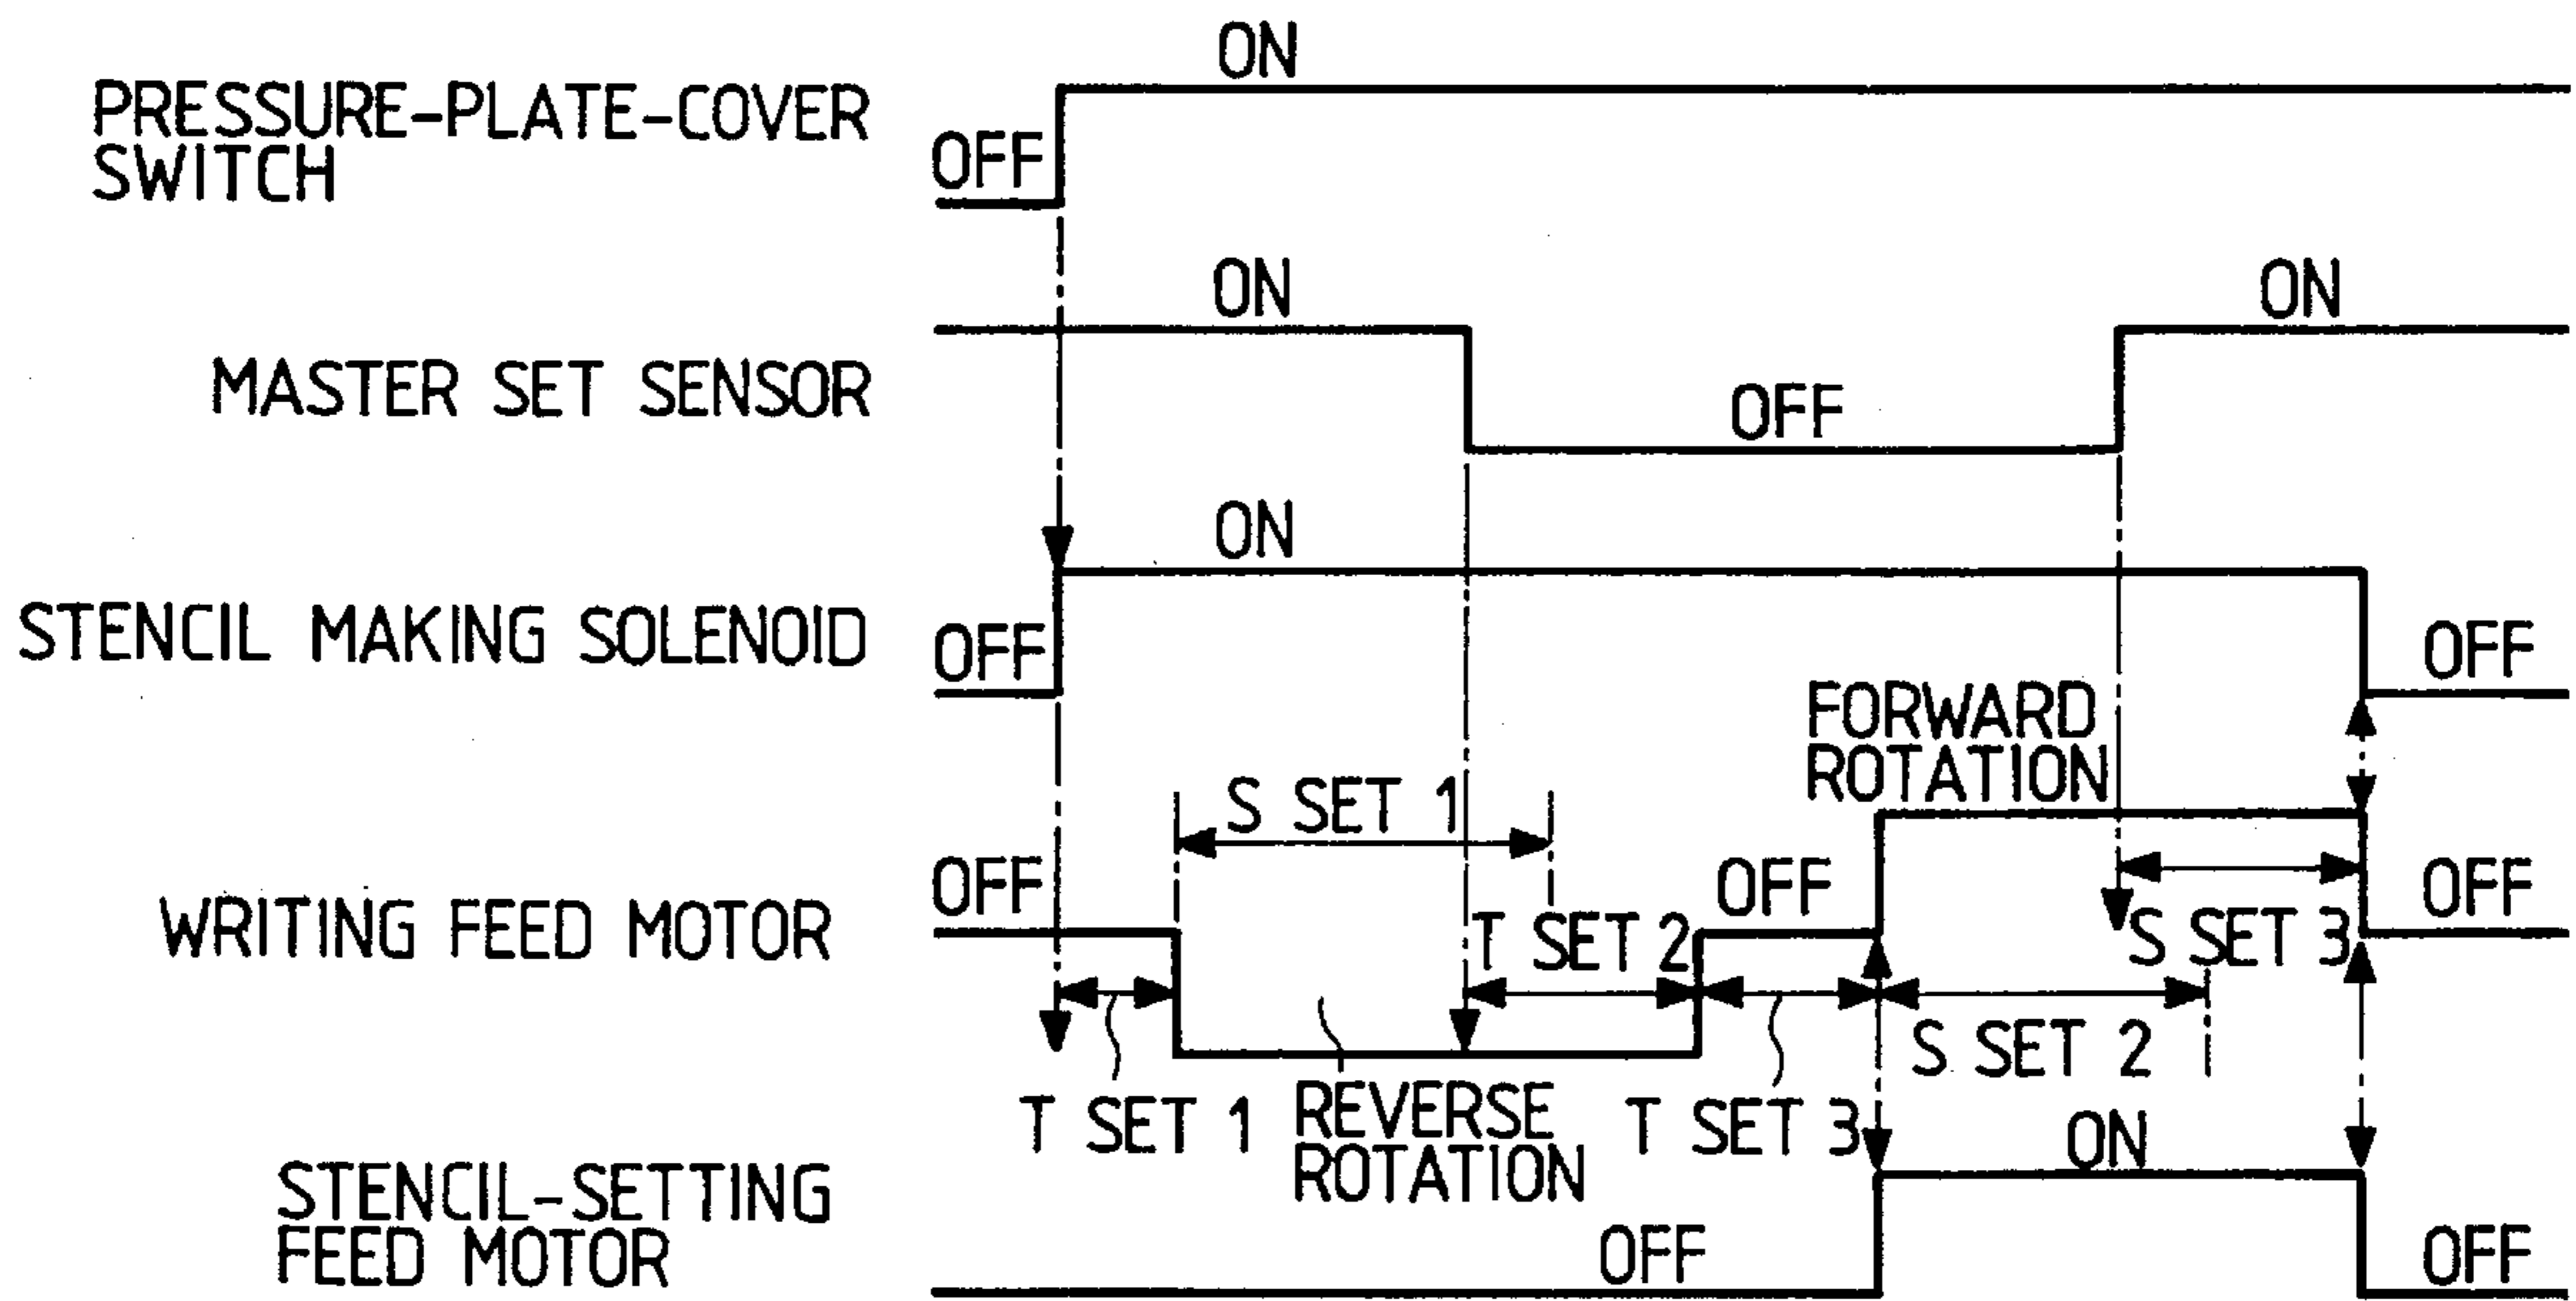 ON
PRESSURE-PLATE-COVER
SWITCH
OFF
ON
ON
MASTER SET SENSOR
OFF
ON
STENCIL MAKING SOLENOID
OFF
OFF
FORWARD
ROTATION
S SET 1
OFF
OFF
OFF
WRITING FEED MOTOR
T SET 2
S SET 3
S SET 2
T SET 1
REVERSE
ROTATION
T SET 3
ON
STENCIL-SETTING
FEED MOTOR
OFF
OFF